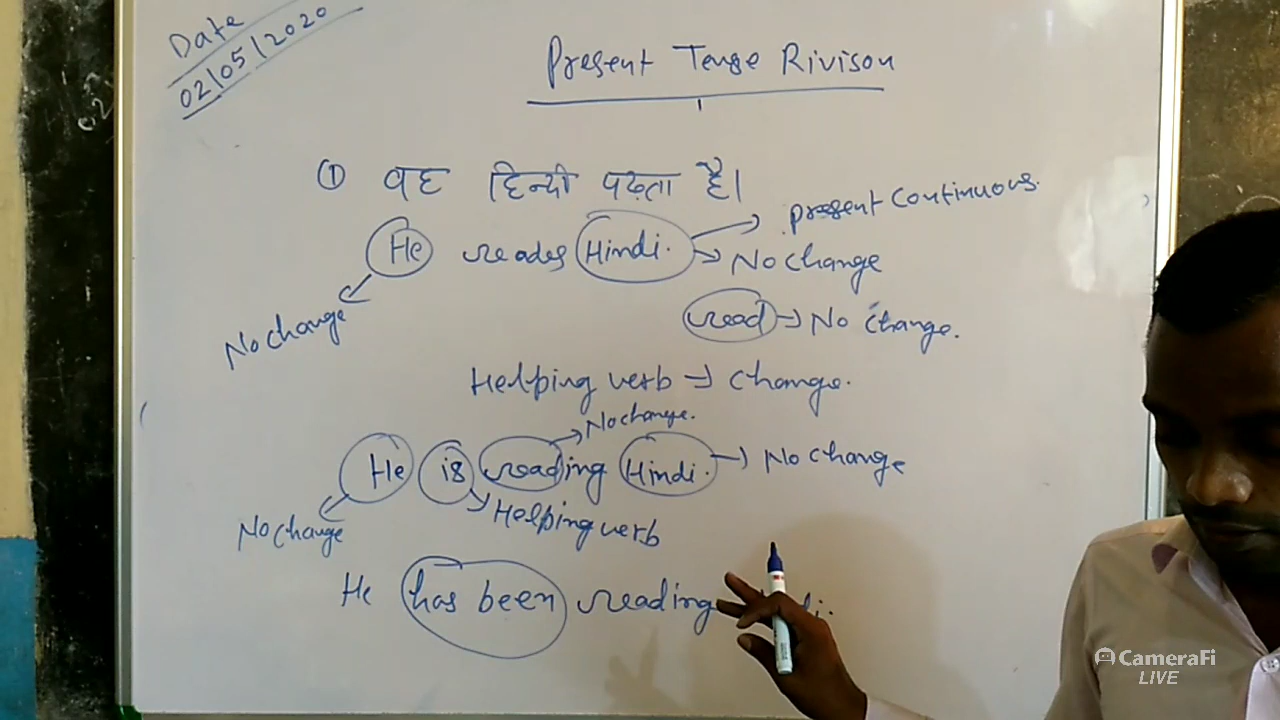 Date
02/05/2020
Present Tense Rivison
① वह हिन्दी पढ़ता है।
present continuous.
He reades Hindi. → No change
No change
read → No change.
Helping verb → change.
No change.
He is reading Hindi. → No change
No change
Helping verb
He has been reading
CameraFi
LIVE